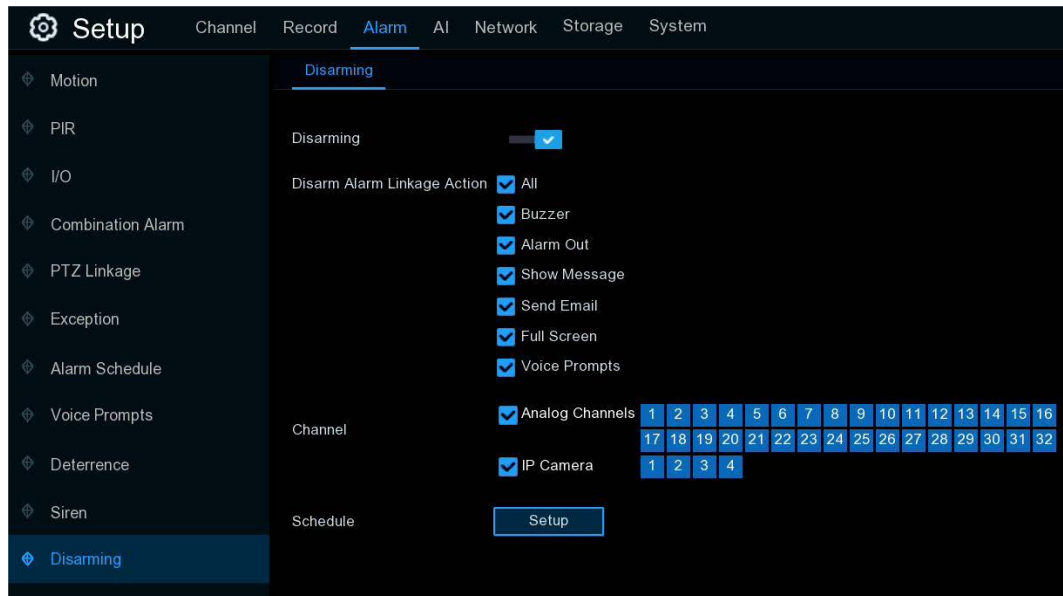 Setup Channel Record Alarm AI Network Storage System
Disarming
Motion
PIR
I/O
Combination Alarm
PTZ Linkage
Exception
Alarm Schedule
Voice Prompts
Deterrence
Siren
Disarming
Disarming
Disarm Alarm Linkage Action All
Buzzer
Alarm Out
Show Message
Send Email
Full Screen
Voice Prompts
Channel
Analog Channels 1 2 3 4 5 6 7 8 9 10 11 12 13 14 15 16
17 18 19 20 21 22 23 24 25 26 27 28 29 30 31 32
IP Camera 1 2 3 4
Schedule Setup